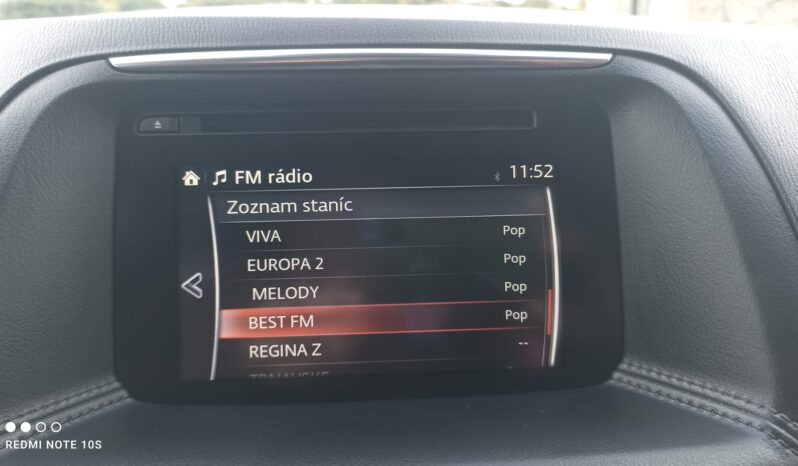 FM rádio 11:52
Zoznam staníc
VIVA Pop
EUROPA 2 Pop
MELODY Pop
BEST FM Pop
REGINA Z --
TRNAVSKE
REDMI NOTE 10S